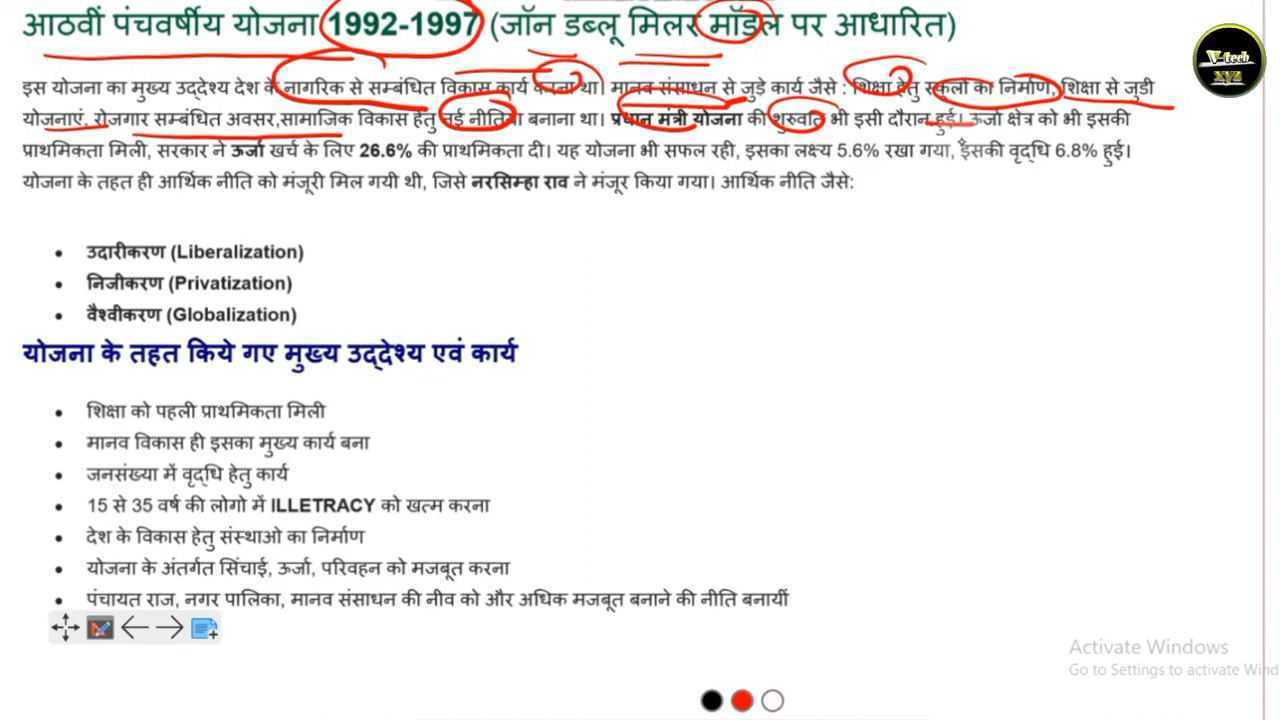 आठवीं पंचवर्षीय योजना 1992-1997 (जॉन डब्लू मिलर मॉडल पर आधारित)
V-tech
XYZ
इस योजना का मुख्य उद्देश्य देश के नागरिक से सम्बंधित विकास कार्य करना था। मानव संसाधन से जुड़े कार्य जैसे : शिक्षा हेतु स्कूलों का निर्माण, शिक्षा से जुडी
योजनाएं, रोजगार सम्बंधित अवसर,सामाजिक विकास हेतु नई नीतियां बनाना था। प्रधान मंत्री योजना की शुरुवात भी इसी दौरान हुई। ऊर्जा क्षेत्र को भी इसकी
प्राथमिकता मिली, सरकार ने ऊर्जा खर्च के लिए 26.6% की प्राथमिकता दी। यह योजना भी सफल रही, इसका लक्ष्य 5.6% रखा गया, इसकी वृद्धि 6.8% हुई।
योजना के तहत ही आर्थिक नीति को मंजूरी मिल गयी थी, जिसे नरसिम्हा राव ने मंजूर किया गया। आर्थिक नीति जैसे:
• उदारीकरण (Liberalization)
• निजीकरण (Privatization)
• वैश्वीकरण (Globalization)
योजना के तहत किये गए मुख्य उद्देश्य एवं कार्य
• शिक्षा को पहली प्राथमिकता मिली
• मानव विकास ही इसका मुख्य कार्य बना
• जनसंख्या में वृद्धि हेतु कार्य
• 15 से 35 वर्ष की लोगो में ILLETRACY को खत्म करना
• देश के विकास हेतु संस्थाओ का निर्माण
• योजना के अंतर्गत सिंचाई, ऊर्जा, परिवहन को मजबूत करना
• पंचायत राज, नगर पालिका, मानव संसाधन की नीव को और अधिक मजबूत बनाने की नीति बनायीं
Activate Windows
Go to Settings to activate Wind